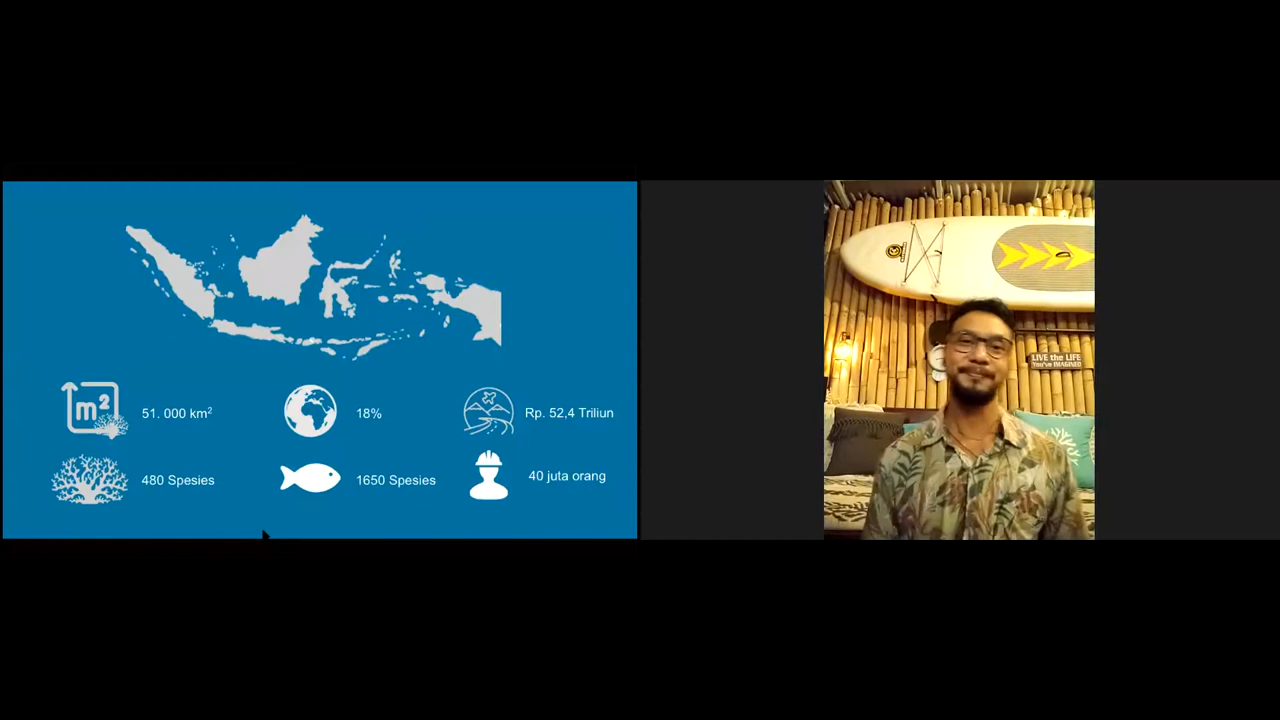 m²
51. 000 km²
18%
Rp. 52,4 Triliun
480 Spesies
1650 Spesies
40 juta orang
LIVE the LIFE
You've IMAGINED